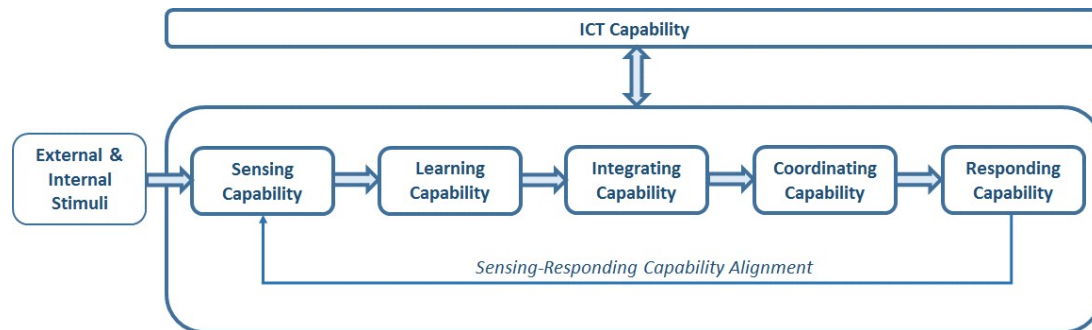 ICT Capability
External &
Internal
Stimuli
Sensing
Capability
Learning
Capability
Integrating
Capability
Coordinating
Capability
Responding
Capability
Sensing-Responding Capability Alignment